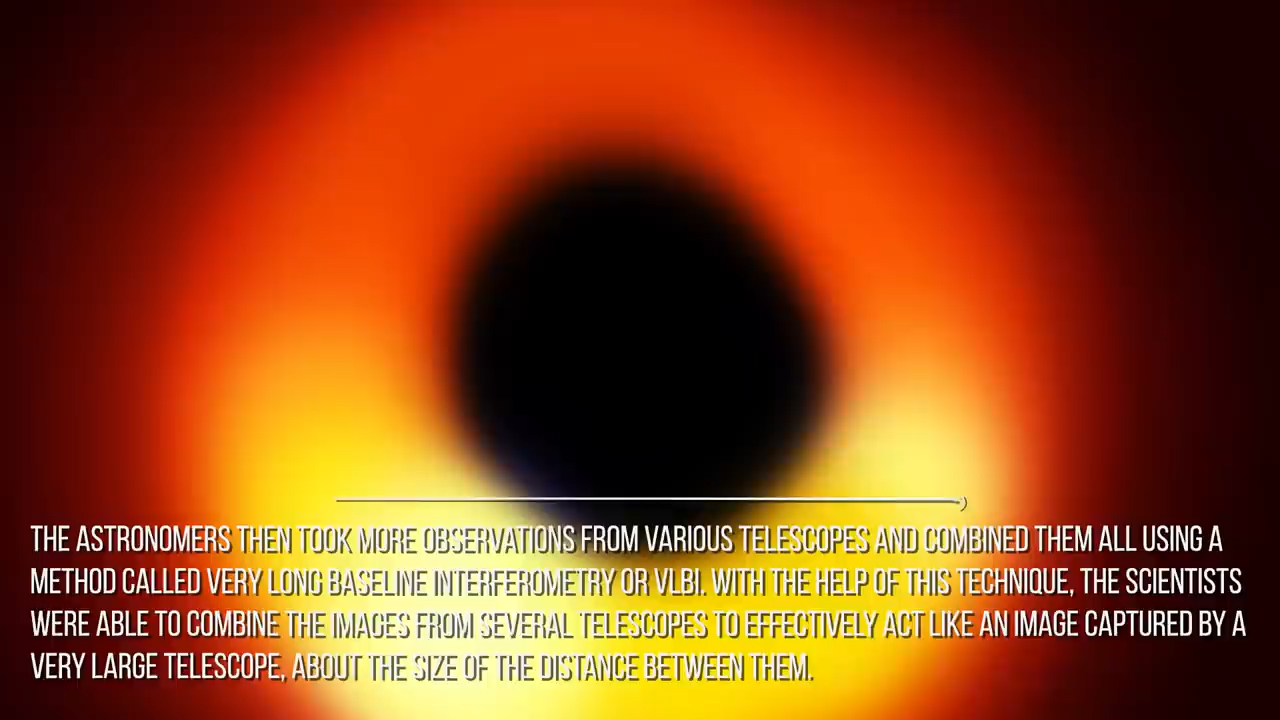 THE ASTRONOMERS THEN TOOK MORE OBSERVATIONS FROM VARIOUS TELESCOPES AND COMBINED THEM ALL USING A
METHOD CALLED VERY LONG BASELINE INTERFEROMETRY OR VLBI. WITH THE HELP OF THIS TECHNIQUE, THE SCIENTISTS
WERE ABLE TO COMBINE THE IMAGES FROM SEVERAL TELESCOPES TO EFFECTIVELY ACT LIKE AN IMAGE CAPTURED BY A
VERY LARGE TELESCOPE, ABOUT THE SIZE OF THE DISTANCE BETWEEN THEM.